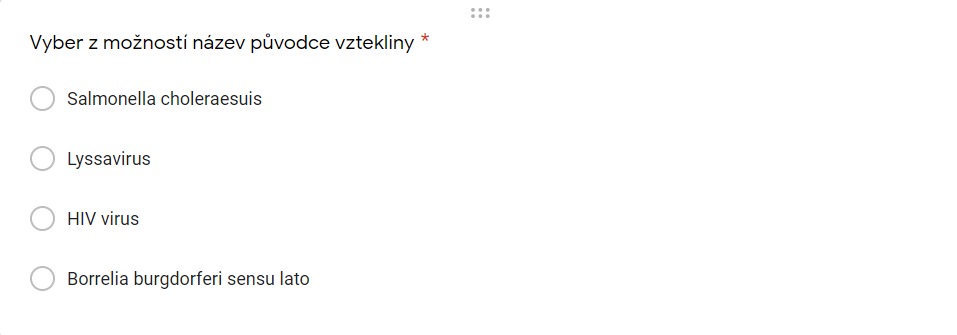 Vyber z možností název původce vztekliny *
Salmonella choleraesuis
Lyssavirus
HIV virus
Borrelia burgdorferi sensu lato